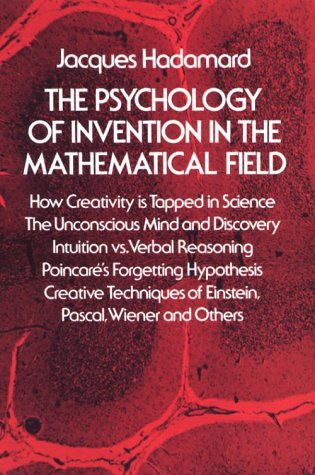 Jacques Hadamard
THE PSYCHOLOGY
OF INVENTION IN THE
MATHEMATICAL FIELD
How Creativity is Tapped in Science
The Unconscious Mind and Discovery
Intuition vs. Verbal Reasoning
Poincaré's Forgetting Hypothesis
Creative Techniques of Einstein,
Pascal, Wiener and Others